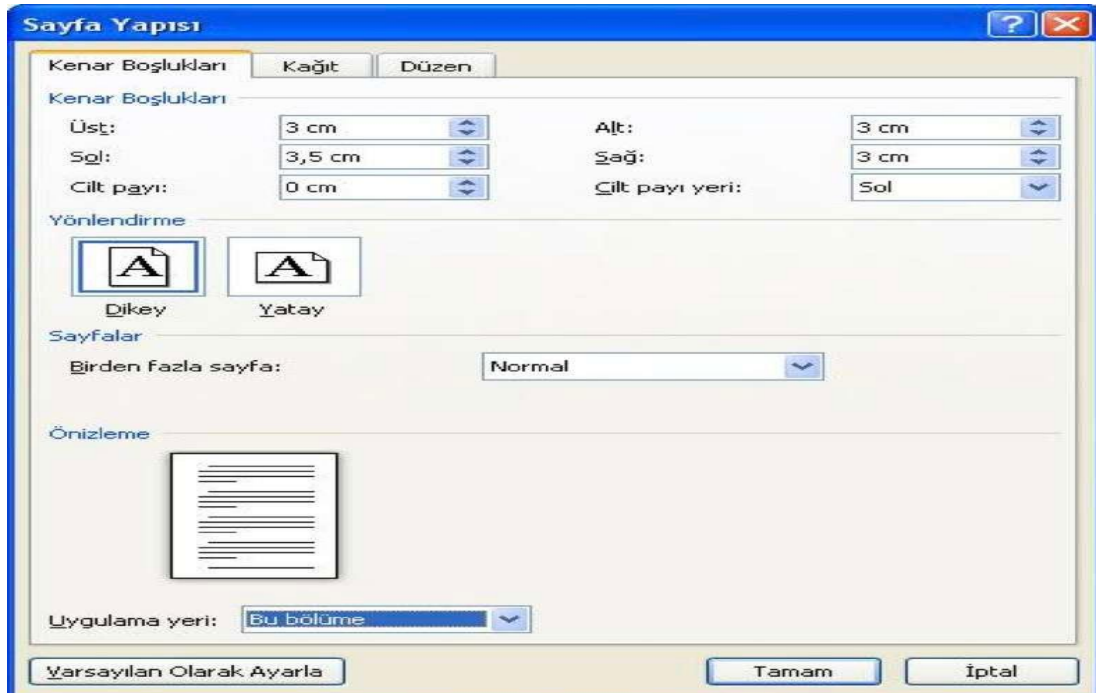 Sayfa Yapısı
Kenar Boşlukları Kağıt Düzen
Kenar Boşlukları
Üst: 3 cm Alt: 3 cm
Sol: 3,5 cm Sağ: 3 cm
Cilt payı: 0 cm Cilt payı yeri: Sol
Yönlendirme
A A
Dikey Yatay
Sayfalar
Birden fazla sayfa: Normal
Önizleme
Uygulama yeri: Bu bölüme
Varsayılan Olarak Ayarla Tamam İptal